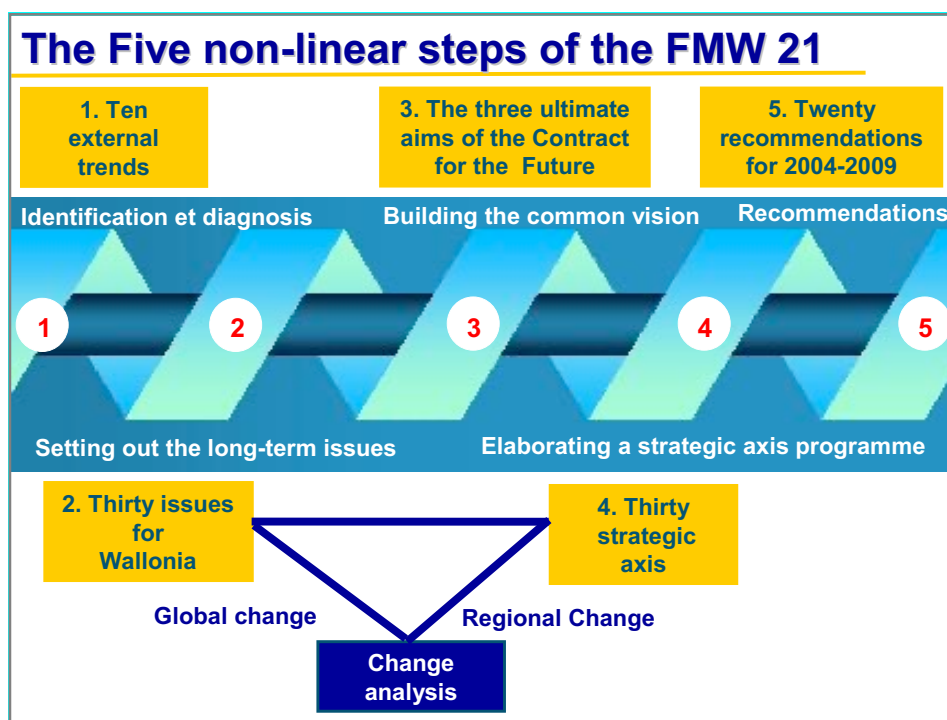 The Five non-linear steps of the FMW 21
1. Ten
external
trends
3. The three ultimate
aims of the Contract
for the Future
5. Twenty
recommendations
for 2004-2009
Identification et diagnosis
Building the common vision
Recommendations
1
2
3
4
5
Setting out the long-term issues
Elaborating a strategic axis programme
2. Thirty issues
for
Wallonia
4. Thirty
strategic
axis
Global change
Regional Change
Change
analysis